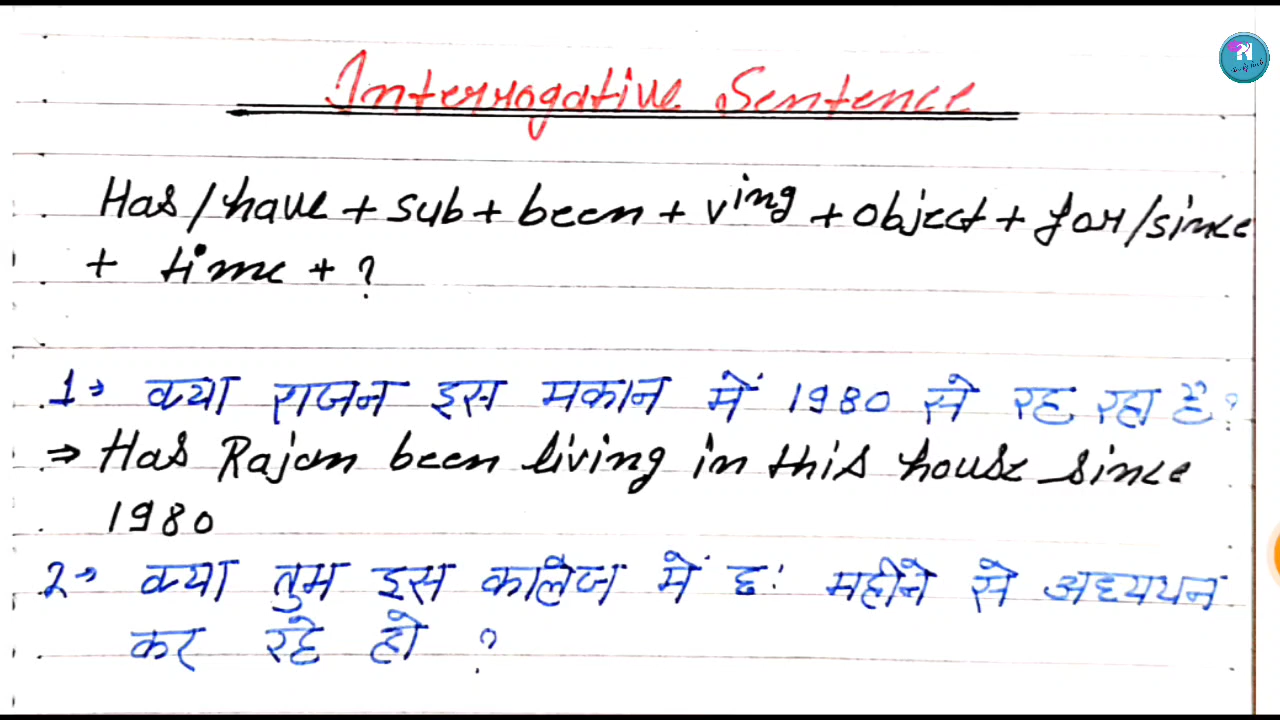 Interrogative Sentence
Has/have + sub + been + ving + object + for/since
+ time + ?
1→ क्या राजन इस मकान में 1980 से रह रहा है?
⇒ Has Rajan been living in this house since
1980
2→ क्या तुम इस कालेज में छः महीने से अध्ययन
कर रहे हो ?